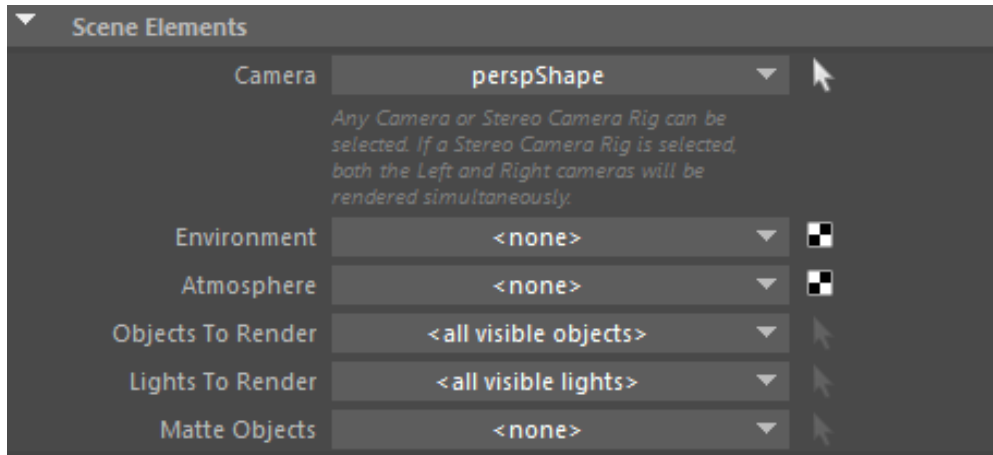 Scene Elements
Camera perspShape
Any Camera or Stereo Camera Rig can be
selected. If a Stereo Camera Rig is selected,
both the Left and Right cameras will be
rendered simultaneously.
Environment <none>
Atmosphere <none>
Objects To Render <all visible objects>
Lights To Render <all visible lights>
Matte Objects <none>